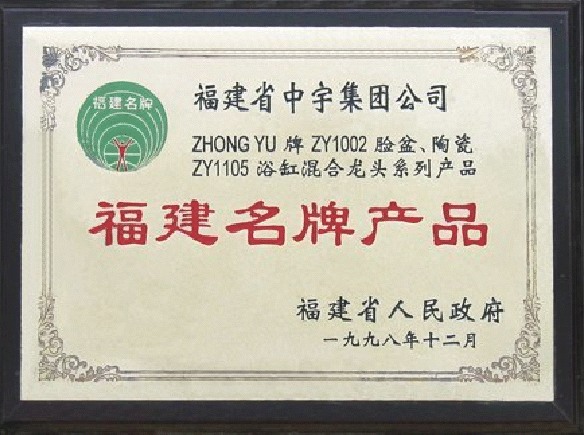 福建名牌
福建省中宇集团公司
ZHONG YU 牌 ZY1002 脸盆、陶瓷
ZY1105 浴缸混合龙头系列产品
福建名牌产品
福建省人民政府
一九九八年十二月